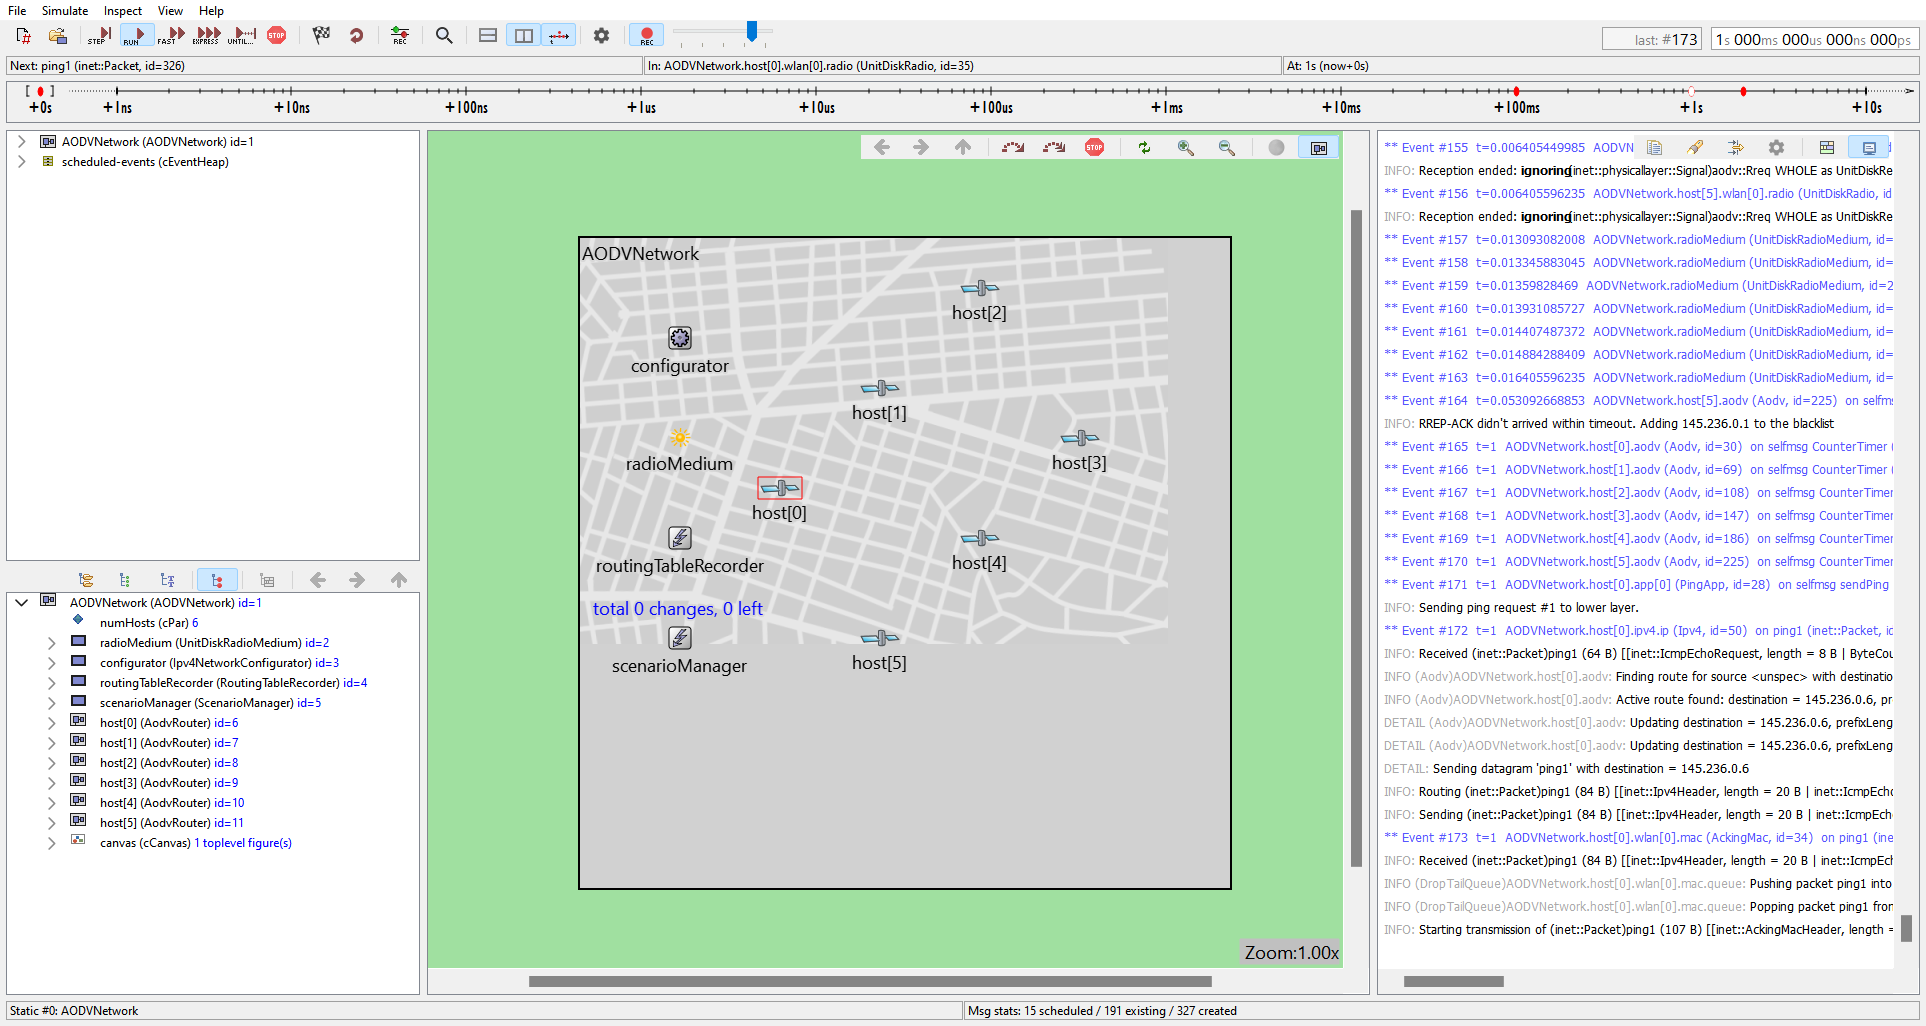 File Simulate Inspect View Help
STEP RUN FAST EXPRESS UNTIL... STOP REC REC
last: #173
1s 000ms 000us 000ns 000ps
Next: ping1 (inet::Packet, id=326)
In: AODVNetwork.host[0].wlan[0].radio (UnitDiskRadio, id=35)
At: 1s (now+0s)
+0s +1ns +10ns +100ns +1us +10us +100us +1ms +10ms +100ms +1s +10s
AODVNetwork (AODVNetwork) id=1
scheduled-events (cEventHeap)
AODVNetwork (AODVNetwork) id=1
numHosts (cPar) 6
radioMedium (UnitDiskRadioMedium) id=2
configurator (Ipv4NetworkConfigurator) id=3
routingTableRecorder (RoutingTableRecorder) id=4
scenarioManager (ScenarioManager) id=5
host[0] (AodvRouter) id=6
host[1] (AodvRouter) id=7
host[2] (AodvRouter) id=8
host[3] (AodvRouter) id=9
host[4] (AodvRouter) id=10
host[5] (AodvRouter) id=11
canvas (cCanvas) 1 toplevel figure(s)
STOP
AODVNetwork
host[2]
configurator
host[1]
radioMedium
host[3]
host[0]
routingTableRecorder
host[4]
total 0 changes, 0 left
scenarioManager
host[5]
Zoom:1.00x
** Event #155 t=0.006405449985 AODVN
INFO: Reception ended: ignoring(inet::physicallayer::Signal)aodv::Rreq WHOLE as UnitDiskRe
** Event #156 t=0.006405596235 AODVNetwork.host[5].wlan[0].radio (UnitDiskRadio, id
INFO: Reception ended: ignoring(inet::physicallayer::Signal)aodv::Rreq WHOLE as UnitDiskRe
** Event #157 t=0.013093082008 AODVNetwork.radioMedium (UnitDiskRadioMedium, id=
** Event #158 t=0.013345883045 AODVNetwork.radioMedium (UnitDiskRadioMedium, id=
** Event #159 t=0.01359828469 AODVNetwork.radioMedium (UnitDiskRadioMedium, id=2
** Event #160 t=0.013931085727 AODVNetwork.radioMedium (UnitDiskRadioMedium, id=
** Event #161 t=0.014407487372 AODVNetwork.radioMedium (UnitDiskRadioMedium, id=
** Event #162 t=0.014884288409 AODVNetwork.radioMedium (UnitDiskRadioMedium, id=
** Event #163 t=0.016405596235 AODVNetwork.radioMedium (UnitDiskRadioMedium, id=
** Event #164 t=0.053092668853 AODVNetwork.host[5].aodv (Aodv, id=225) on selfms
INFO: RREP-ACK didn't arrived within timeout. Adding 145.236.0.1 to the blacklist
** Event #165 t=1 AODVNetwork.host[0].aodv (Aodv, id=30) on selfmsg CounterTimer (
** Event #166 t=1 AODVNetwork.host[1].aodv (Aodv, id=69) on selfmsg CounterTimer (
** Event #167 t=1 AODVNetwork.host[2].aodv (Aodv, id=108) on selfmsg CounterTimer
** Event #168 t=1 AODVNetwork.host[3].aodv (Aodv, id=147) on selfmsg CounterTimer
** Event #169 t=1 AODVNetwork.host[4].aodv (Aodv, id=186) on selfmsg CounterTimer
** Event #170 t=1 AODVNetwork.host[5].aodv (Aodv, id=225) on selfmsg CounterTimer
** Event #171 t=1 AODVNetwork.host[0].app[0] (PingApp, id=28) on selfmsg sendPing
INFO: Sending ping request #1 to lower layer.
** Event #172 t=1 AODVNetwork.host[0].ipv4.ip (Ipv4, id=50) on ping1 (inet::Packet, id
INFO: Received (inet::Packet)ping1 (64 B) [[inet::IcmpEchoRequest, length = 8 B | ByteCou
INFO (Aodv)AODVNetwork.host[0].aodv: Finding route for source <unspec> with destinatio
INFO (Aodv)AODVNetwork.host[0].aodv: Active route found: destination = 145.236.0.6, pr
DETAIL (Aodv)AODVNetwork.host[0].aodv: Updating destination = 145.236.0.6, prefixLeng
DETAIL (Aodv)AODVNetwork.host[0].aodv: Updating destination = 145.236.0.6, prefixLeng
DETAIL: Sending datagram 'ping1' with destination = 145.236.0.6
INFO: Routing (inet::Packet)ping1 (84 B) [[inet::Ipv4Header, length = 20 B | inet::IcmpEcho
INFO: Sending (inet::Packet)ping1 (84 B) [[inet::Ipv4Header, length = 20 B | inet::IcmpEcho
** Event #173 t=1 AODVNetwork.host[0].wlan[0].mac (AckingMac, id=34) on ping1 (ine
INFO: Received (inet::Packet)ping1 (84 B) [[inet::Ipv4Header, length = 20 B | inet::IcmpEcl
INFO (DropTailQueue)AODVNetwork.host[0].wlan[0].mac.queue: Pushing packet ping1 into
INFO (DropTailQueue)AODVNetwork.host[0].wlan[0].mac.queue: Popping packet ping1 fron
INFO: Starting transmission of (inet::Packet)ping1 (107 B) [[inet::AckingMacHeader, length =
Static #0: AODVNetwork
Msg stats: 15 scheduled / 191 existing / 327 created